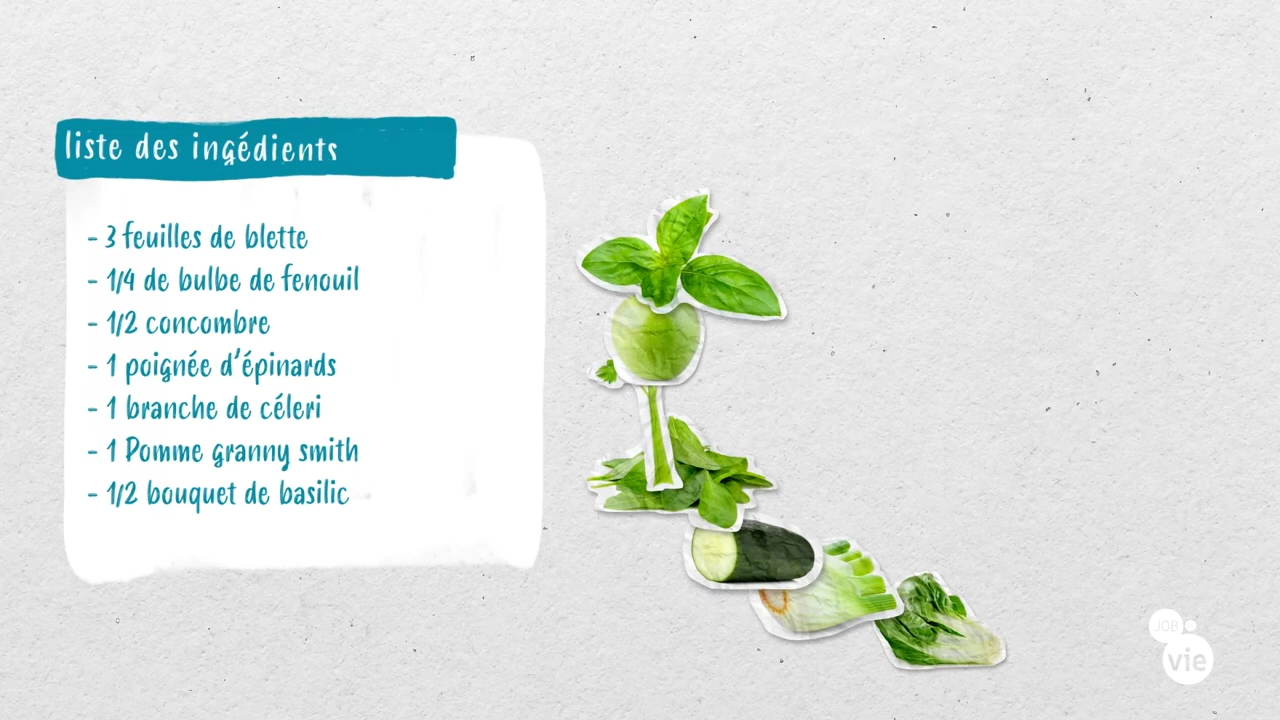 liste des ingédients
- 3 feuilles de blette
- 1/4 de bulbe de fenouil
- 1/2 concombre
- 1 poignée d'épinards
- 1 branche de céleri
- 1 Pomme granny smith
- 1/2 bouquet de basilic
JOB
vie